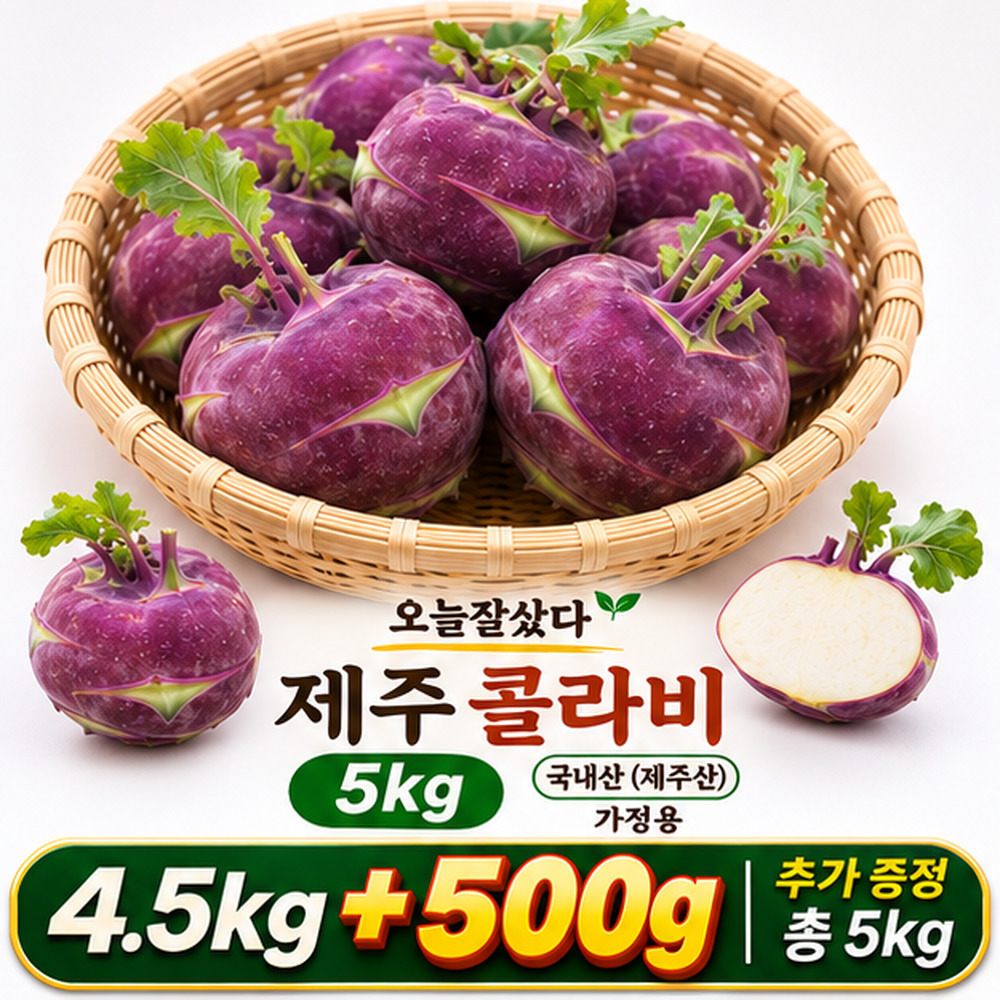 오늘잘샀다
제주 콜라비
5kg 국내산 (제주산)
가정용
4.5kg+500g
추가 증정
총 5kg